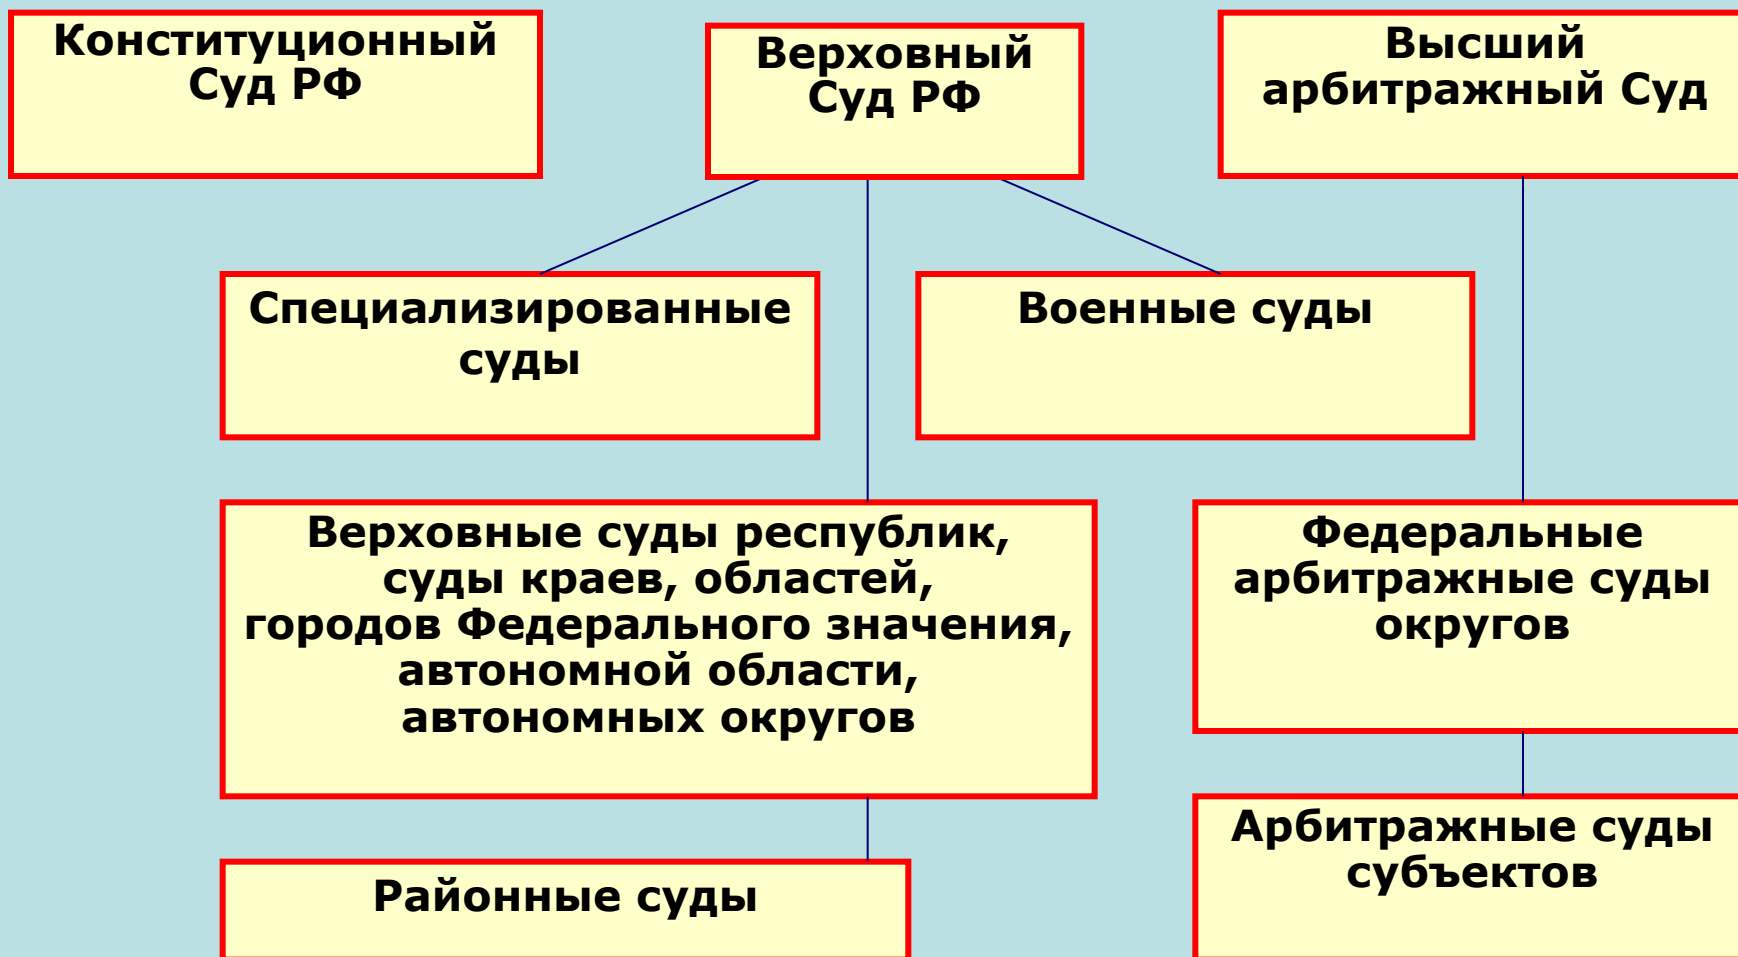 Конституционный
Суд РФ
Верховный
Суд РФ
Высший
арбитражный Суд
Специализированные
суды
Военные суды
Верховные суды республик,
суды краев, областей,
городов Федерального значения,
автономной области,
автономных округов
Федеральные
арбитражные суды
округов
Районные суды
Арбитражные суды
субъектов